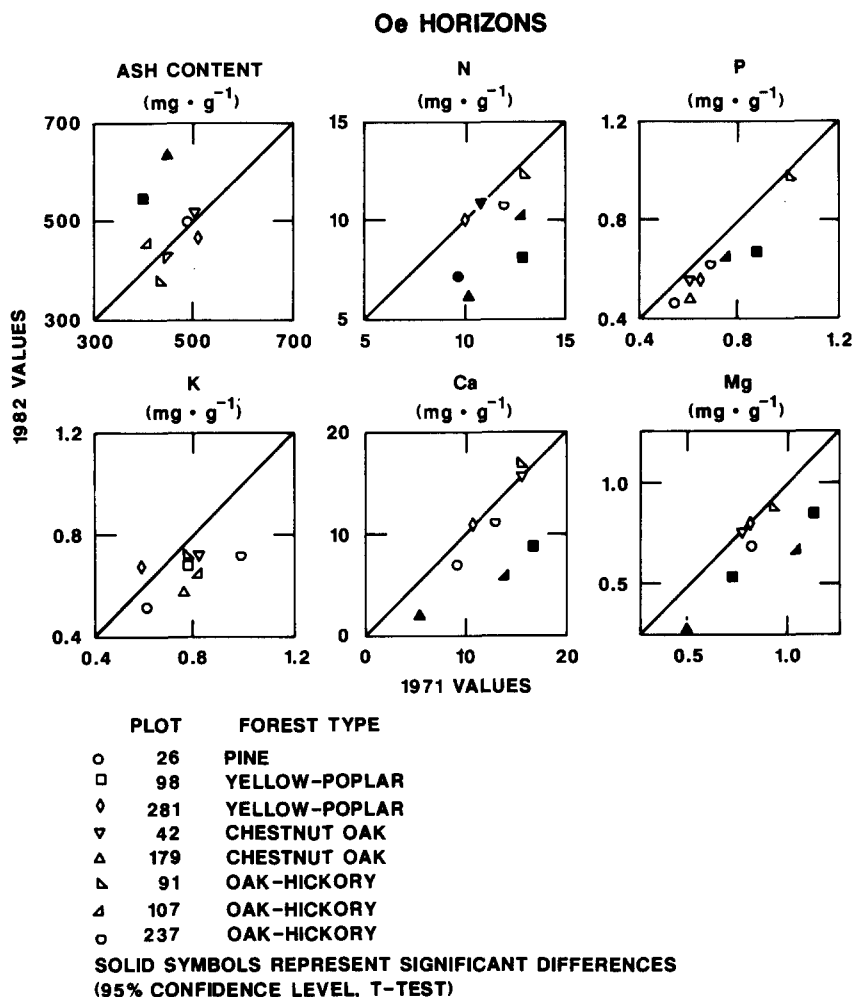 Oe HORIZONS
ASH CONTENT N P
(mg • g⁻¹) (mg • g⁻¹) (mg • g⁻¹)
700 15 1.2
500 10 0.8
300 5 0.4
300 500 700 5 10 15 0.4 0.8 1.2
1982 VALUES
K Ca Mg
(mg • g⁻¹) (mg • g⁻¹) (mg • g⁻¹)
1.2 20
1.0
0.8 10
0.5
0.4 0
0.4 0.8 1.2 0 10 20 0.5 1.0
1971 VALUES
PLOT FOREST TYPE
26 PINE
98 YELLOW-POPLAR
281 YELLOW-POPLAR
42 CHESTNUT OAK
179 CHESTNUT OAK
91 OAK-HICKORY
107 OAK-HICKORY
237 OAK-HICKORY
SOLID SYMBOLS REPRESENT SIGNIFICANT DIFFERENCES
(95% CONFIDENCE LEVEL, T-TEST)